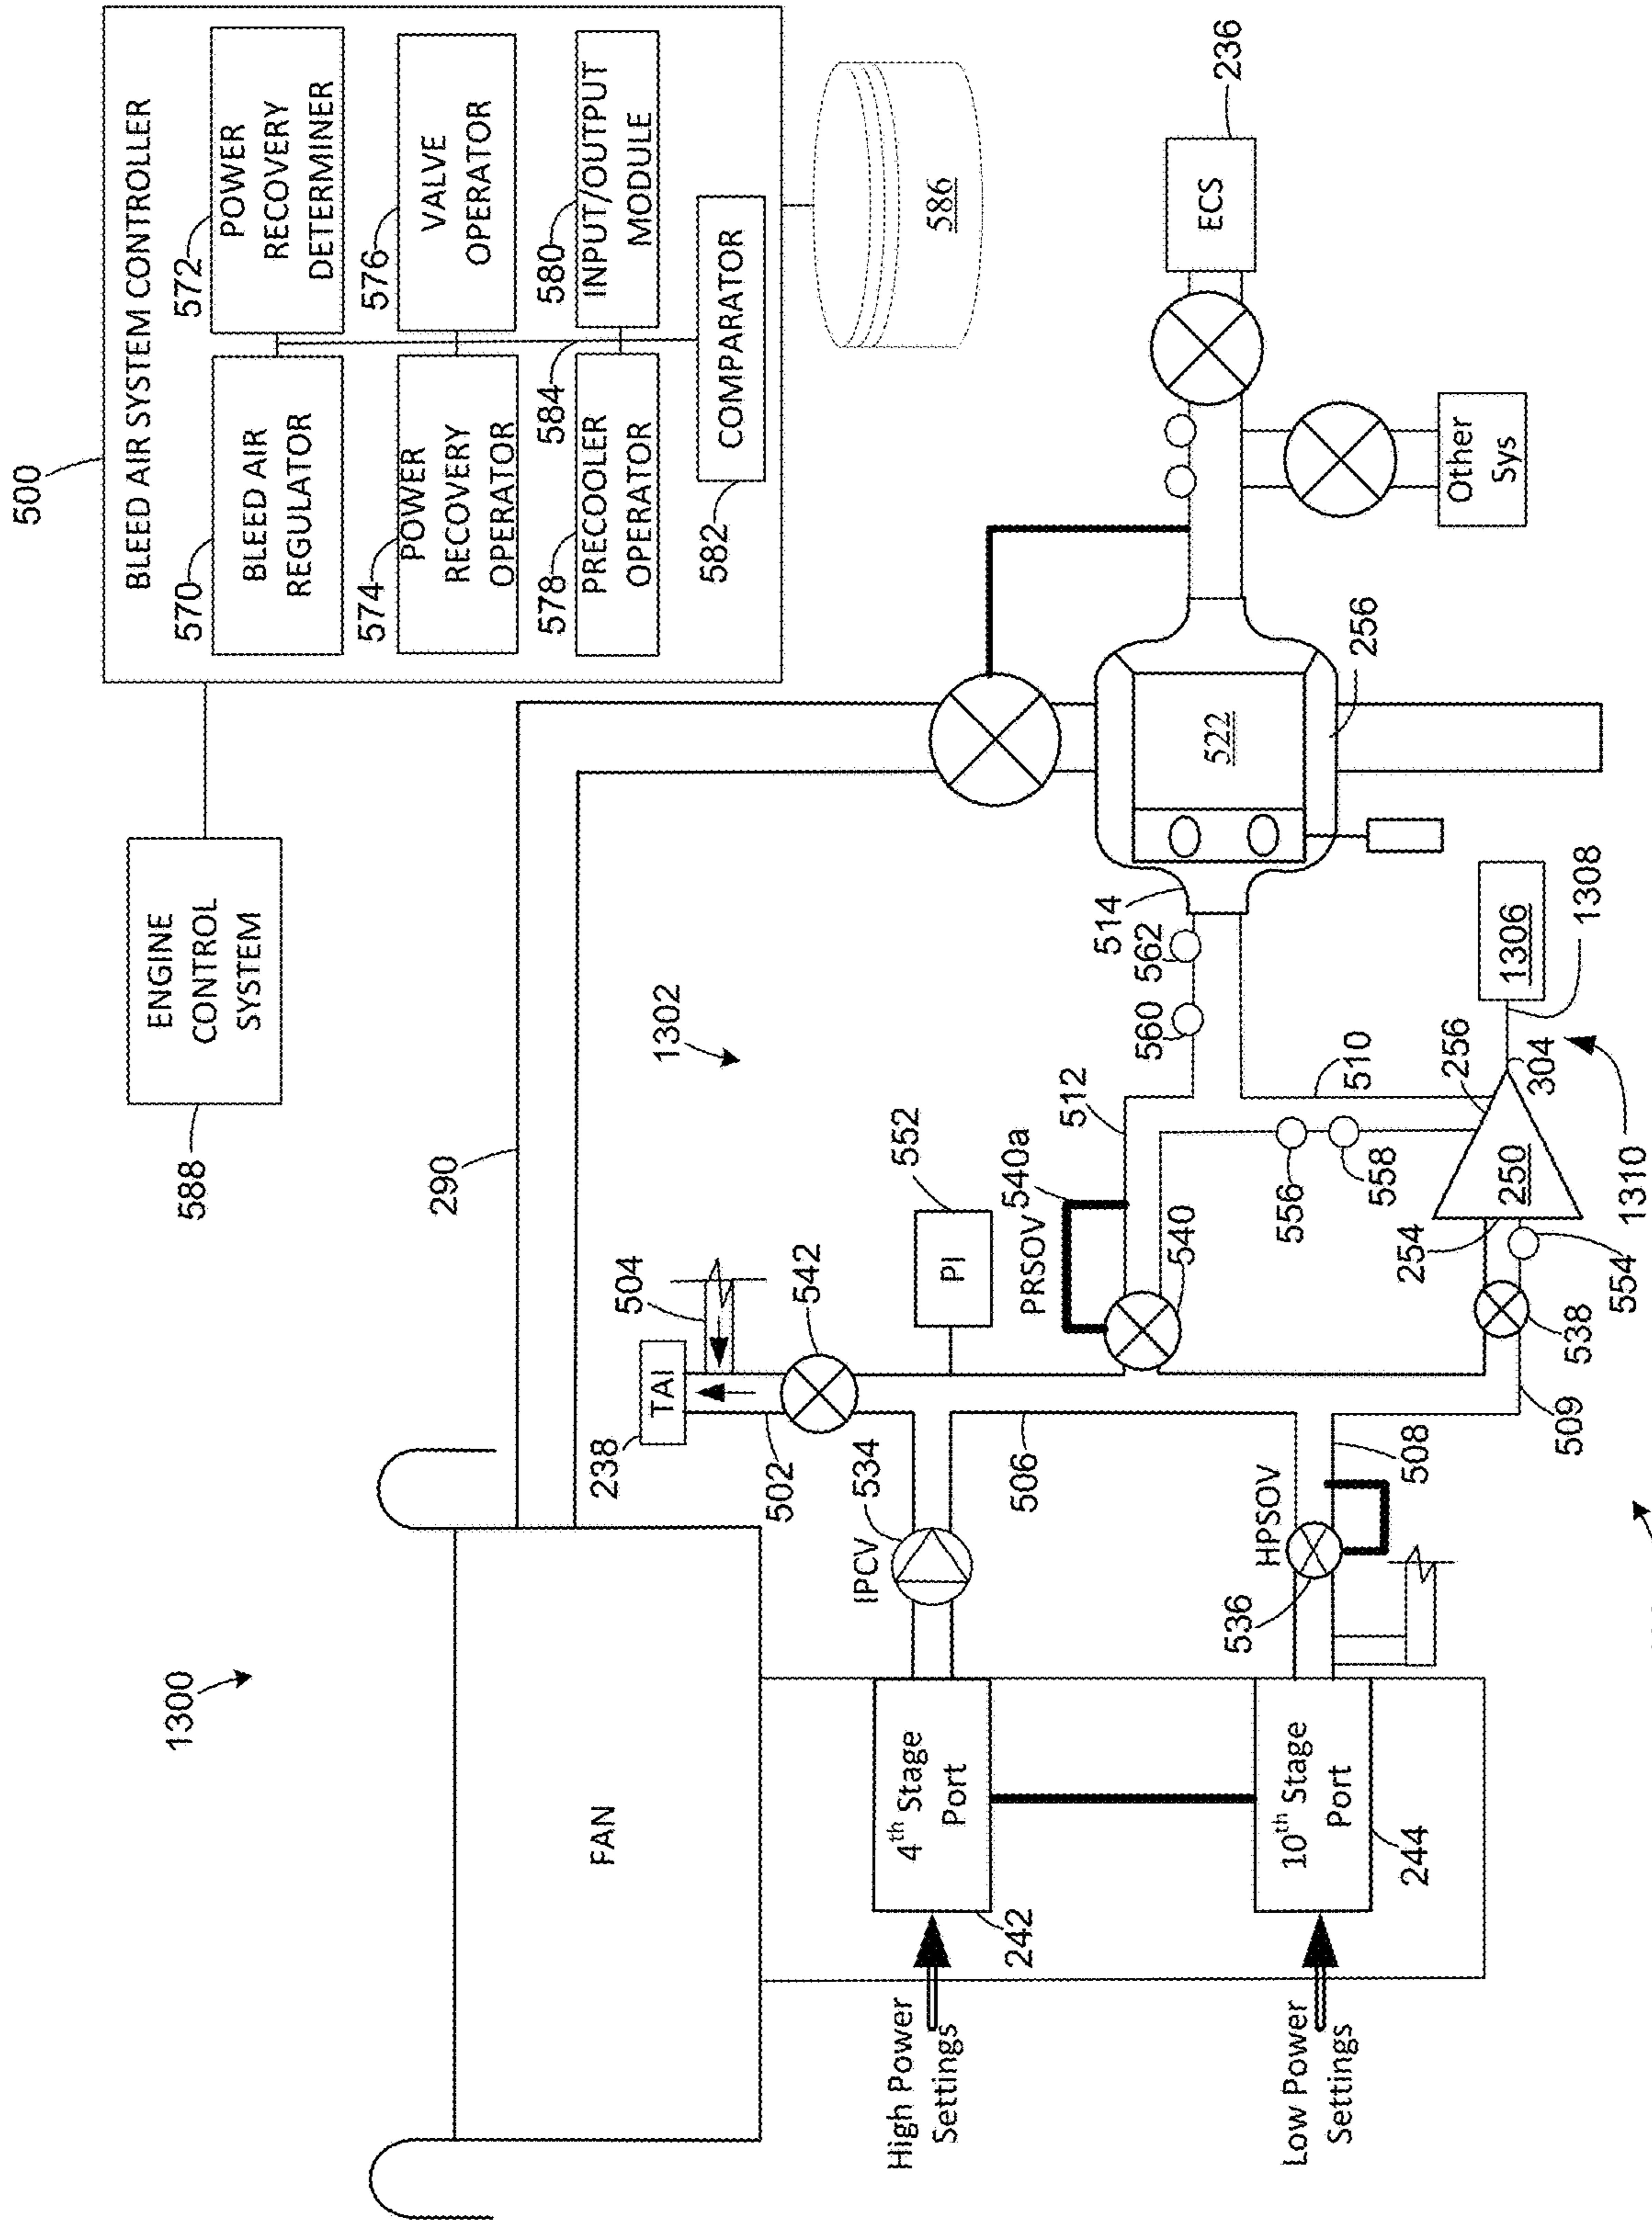 500
BLEED AIR SYSTEM CONTROLLER
570
BLEED AIR
REGULATOR
572
POWER
RECOVERY
DETERMINER
574
POWER
RECOVERY
OPERATOR
576
VALVE
OPERATOR
578
PRECOOLER
OPERATOR
584
580
INPUT/OUTPUT
MODULE
582
COMPARATOR
586
ENGINE
CONTROL
SYSTEM
588
1300
FAN
290
1302
High Power
Settings
4th Stage
Port
242
Low Power
Settings
10th Stage
Port
244
IPCV
534
HPSOV
536
238
TAI
502
504
542
506
508
509
PI
552
PRSOV
540a
540
512
538
554
254
250
256
304
510
556
558
1310
1306
1308
560
562
514
522
256
ECS
236
Other
Sys